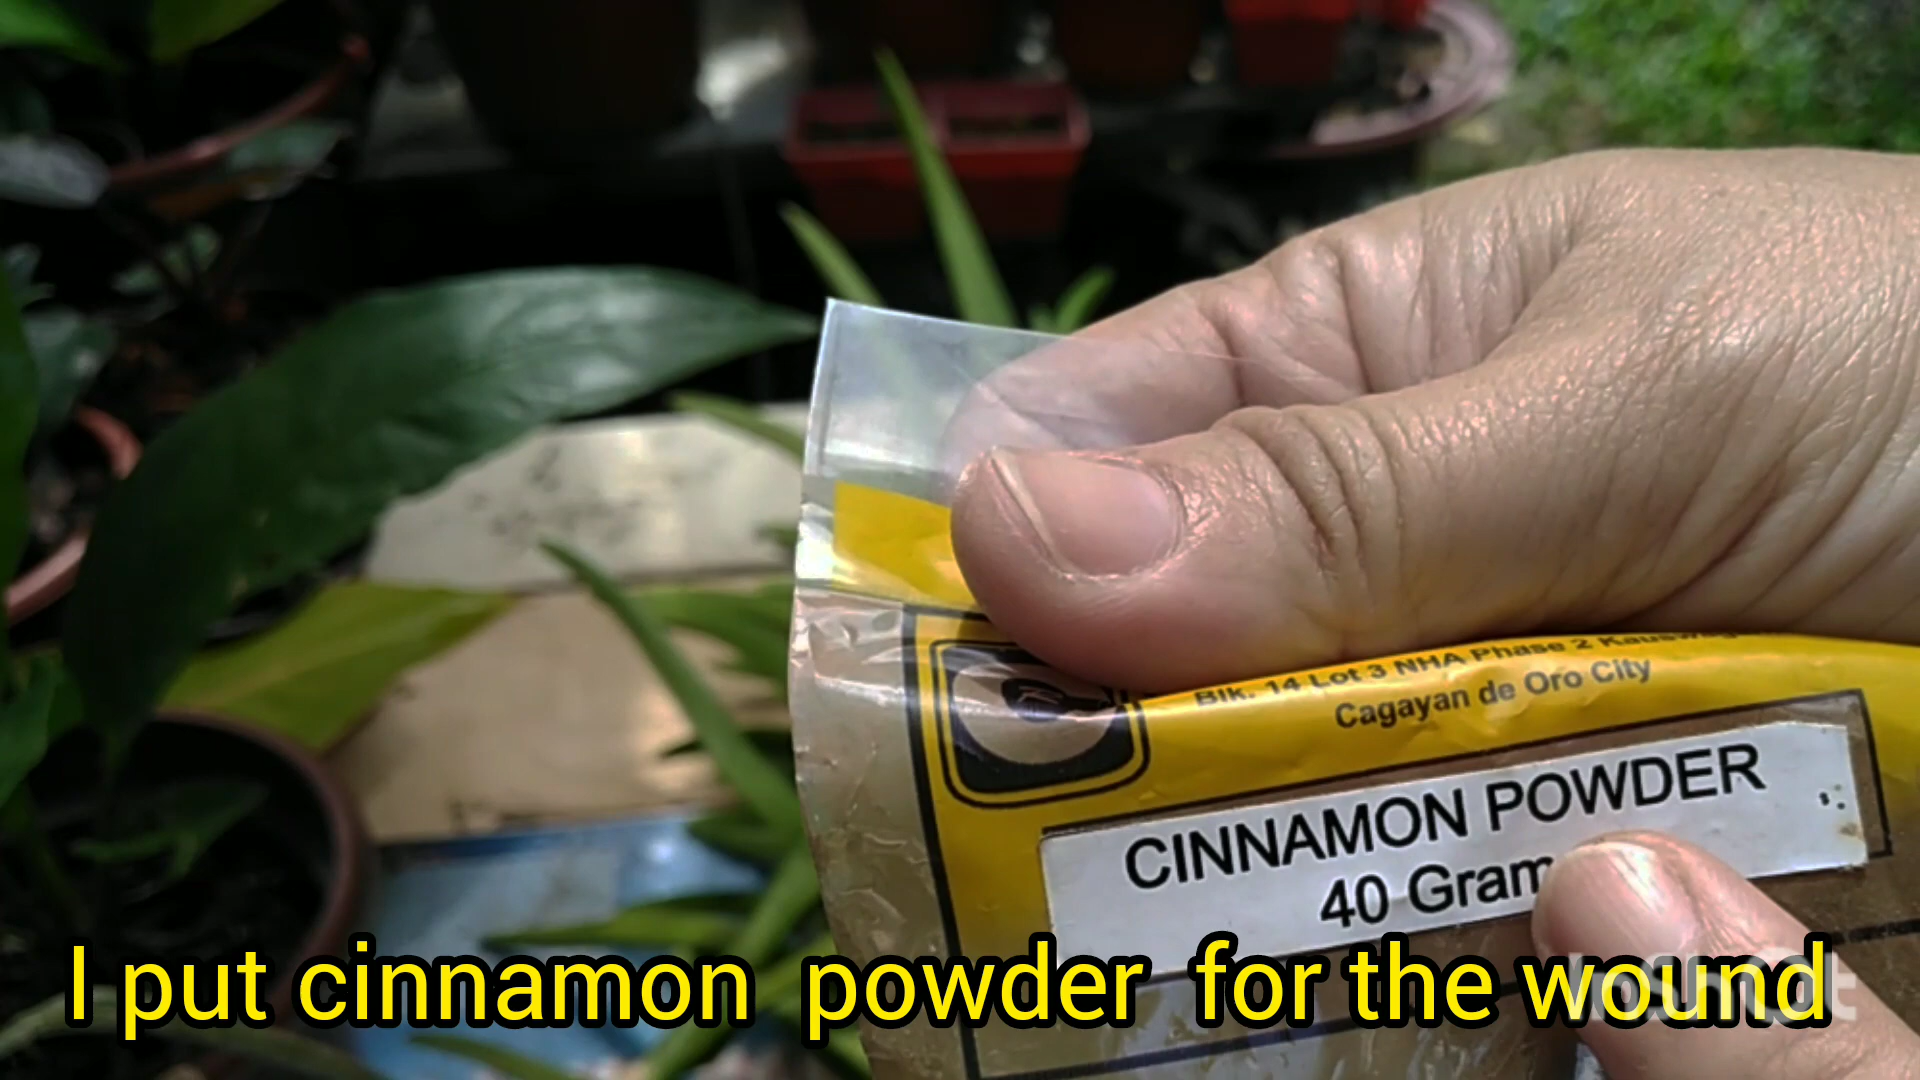 Blk. 14 Lot 3 NHA Phase 2
Cagayan de Oro City
CINNAMON POWDER
40 Gram
I put cinnamon powder for the wound